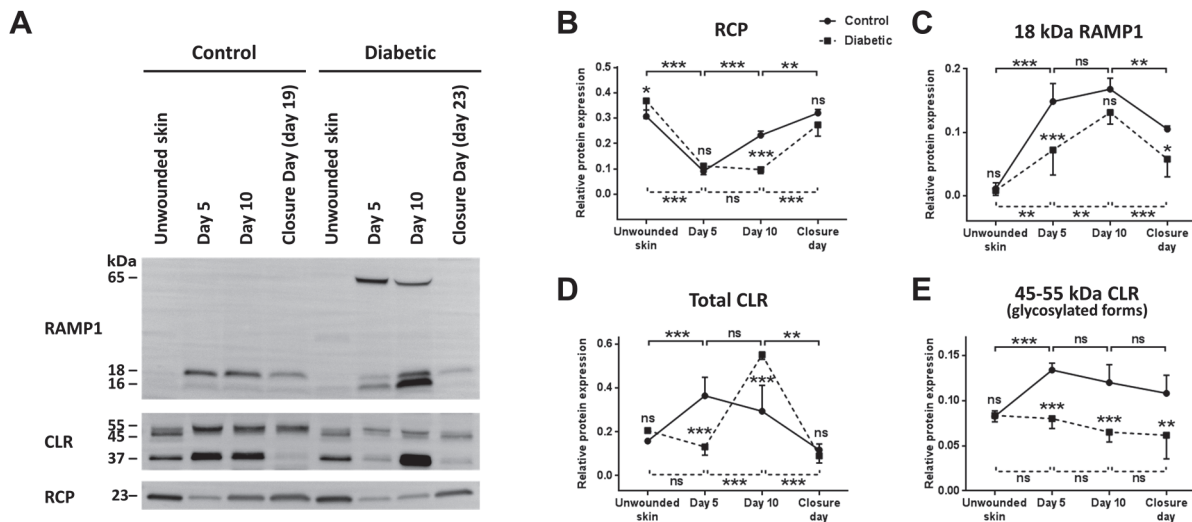 A
Control
Diabetic
Unwounded skin
Day 5
Day 10
Closure Day (day 19)
Unwounded skin
Day 5
Day 10
Closure Day (day 23)
kDa
65
RAMP1
18
16
CLR
55
45
37
RCP
23
B
RCP
Control
Diabetic
*** *** **
Relative protein expression
0.5
0.4
0.3
0.2
0.1
0.0
* ns *** ns
*** ns ***
Unwounded skin
Day 5
Day 10
Closure day
C
18 kDa RAMP1
*** ns **
Relative protein expression
0.2
0.1
0.0
ns *** ns *
** ** ***
Unwounded skin
Day 5
Day 10
Closure day
D
Total CLR
*** ns **
Relative protein expression
0.6
0.4
0.2
0.0
ns *** *** ns
ns *** ***
Unwounded skin
Day 5
Day 10
Closure day
E
45-55 kDa CLR
(glycosylated forms)
*** ns ns
Relative protein expression
0.15
0.10
0.05
0.00
ns *** *** **
ns ns ns
Unwounded skin
Day 5
Day 10
Closure day